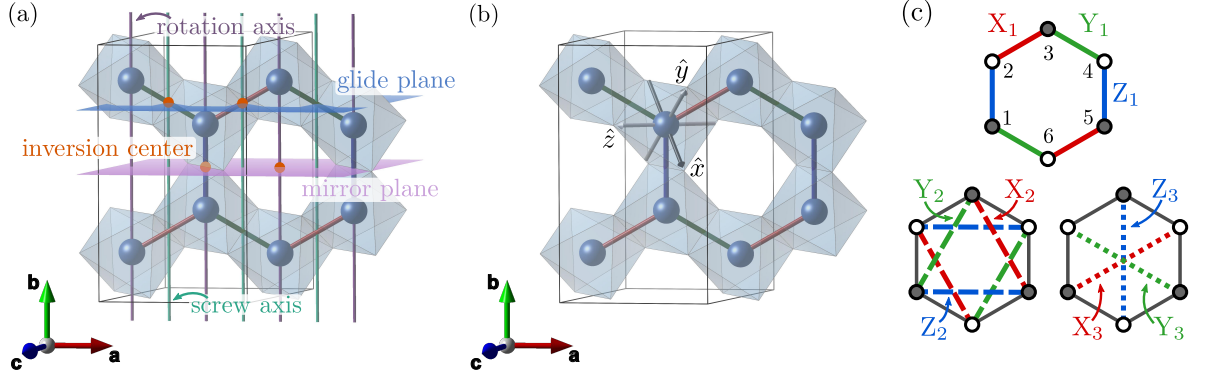 (a)
rotation axis
glide plane
inversion center
mirror plane
screw axis
b
c
a
(b)
ŷ
ẑ
x̂
b
c
a
(c)
X₁
Y₁
3
2
4
Z₁
1
5
6
Y₂
X₂
Z₃
Z₂
X₃
Y₃